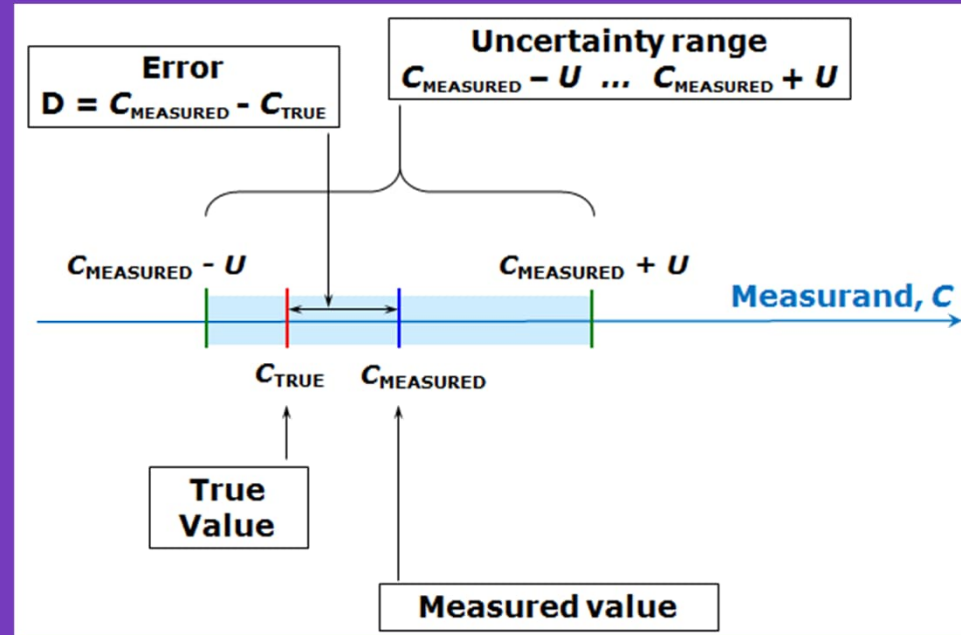 Uncertainty range
C_MEASURED – U ... C_MEASURED + U
Error
D = C_MEASURED - C_TRUE
C_MEASURED - U
C_MEASURED + U
Measurand, C
C_TRUE
C_MEASURED
True
Value
Measured value